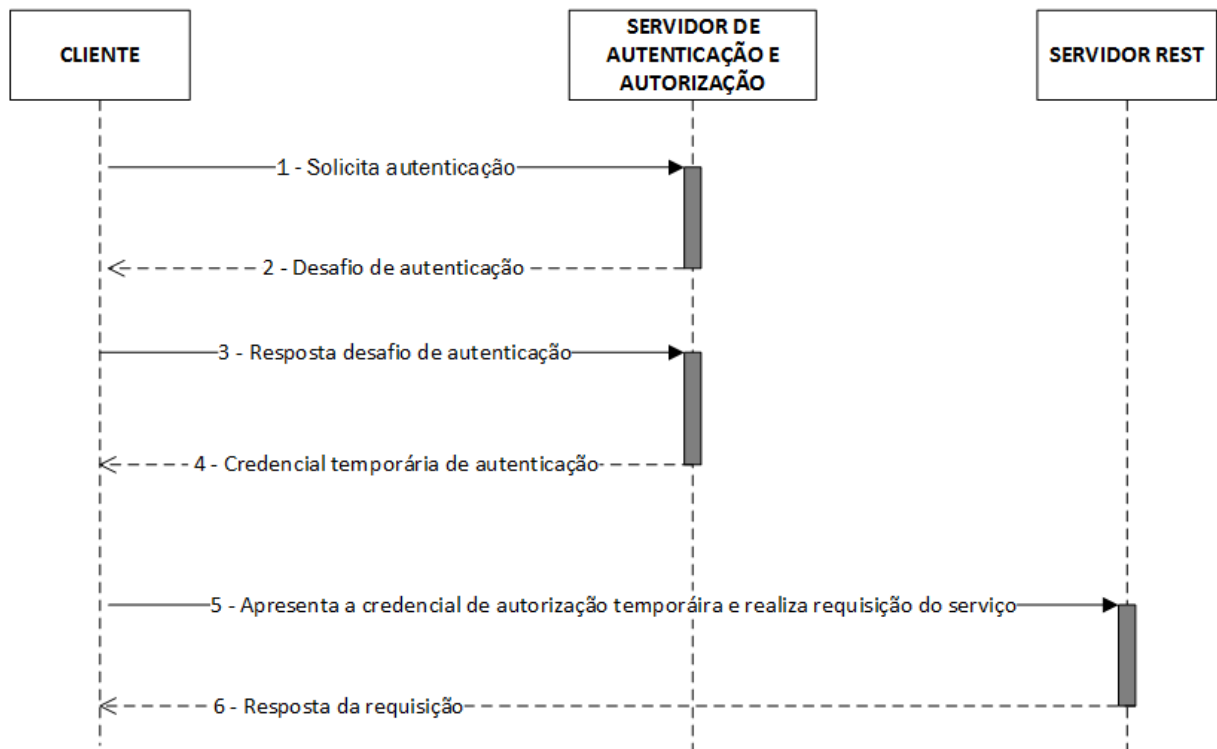 CLIENTE
SERVIDOR DE
AUTENTICAÇÃO E
AUTORIZAÇÃO
SERVIDOR REST
1 - Solicita autenticação
2 - Desafio de autenticação
3 - Resposta desafio de autenticação
4 - Credencial temporária de autenticação
5 - Apresenta a credencial de autorização temporáira e realiza requisição do serviço
6 - Resposta da requisição